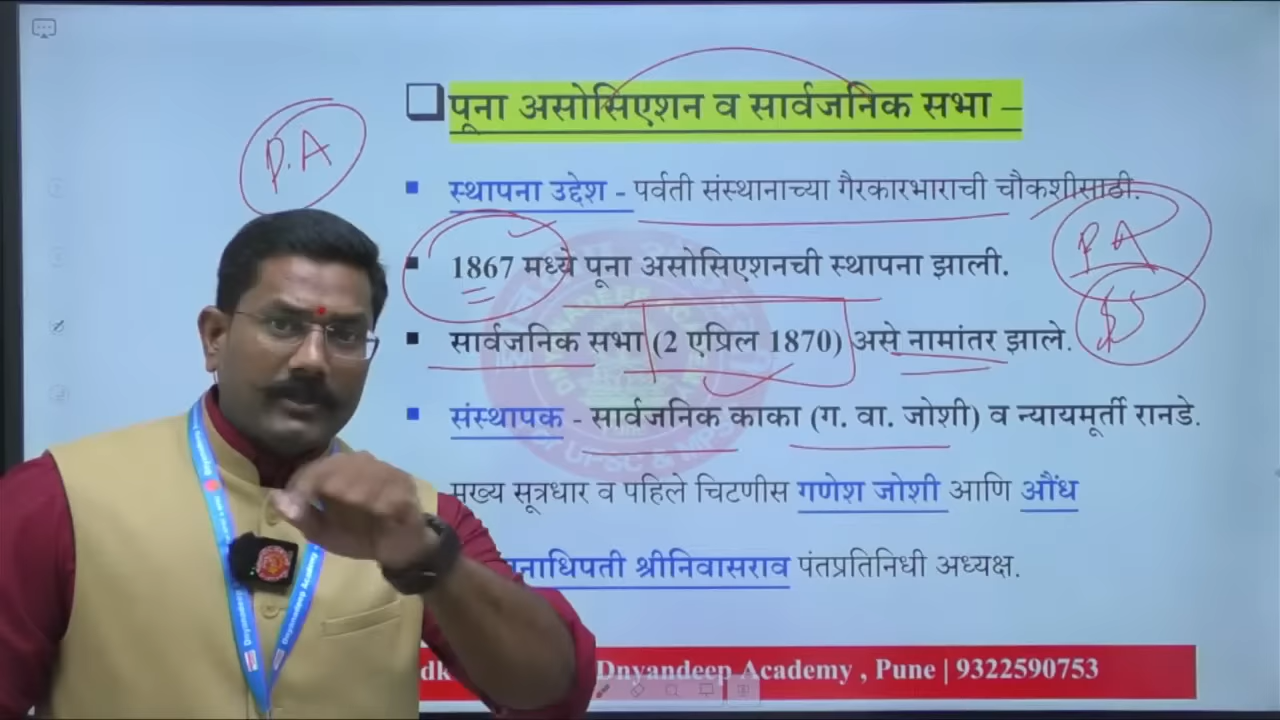 पूना असोसिएशन व सार्वजनिक सभा –
P.A
स्थापना उद्देश - पर्वती संस्थानाच्या गैरकारभाराची चौकशीसाठी.
P A
1867 मध्ये पूना असोसिएशनची स्थापना झाली.
सार्वजनिक सभा (2 एप्रिल 1870) असे नामांतर झाले.
संस्थापक - सार्वजनिक काका (ग. वा. जोशी) व न्यायमूर्ती रानडे.
मुख्य सूत्रधार व पहिले चिटणीस गणेश जोशी आणि औंध
श्रीनिवासराव पंतप्रतिनिधी अध्यक्ष.
Dnyandeep Academy , Pune | 9322590753